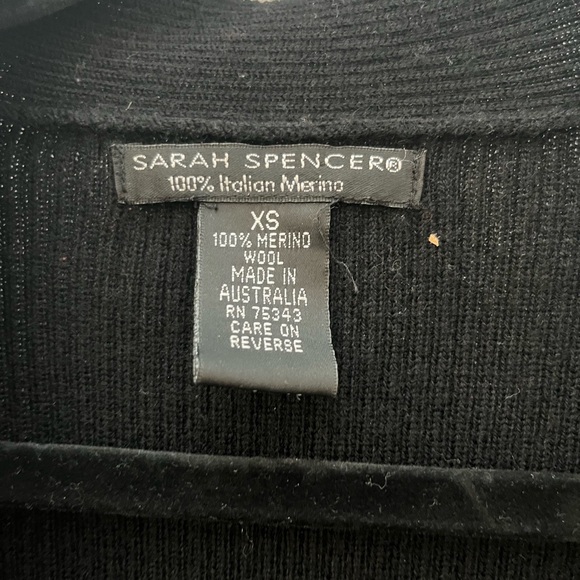 SARAH SPENCER®
100% Italian Merino
XS
100% MERINO
WOOL
MADE IN
AUSTRALIA
RN 75343
CARE ON
REVERSE